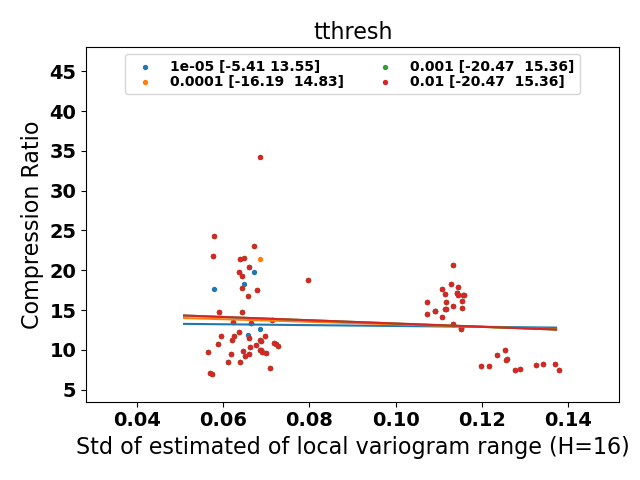 tthresh
1e-05 [-5.41 13.55]
0.0001 [-16.19  14.83]
0.001 [-20.47  15.36]
0.01 [-20.47  15.36]
Compression Ratio
45
40
35
30
25
20
15
10
5
0.04 0.06 0.08 0.10 0.12 0.14
Std of estimated of local variogram range (H=16)